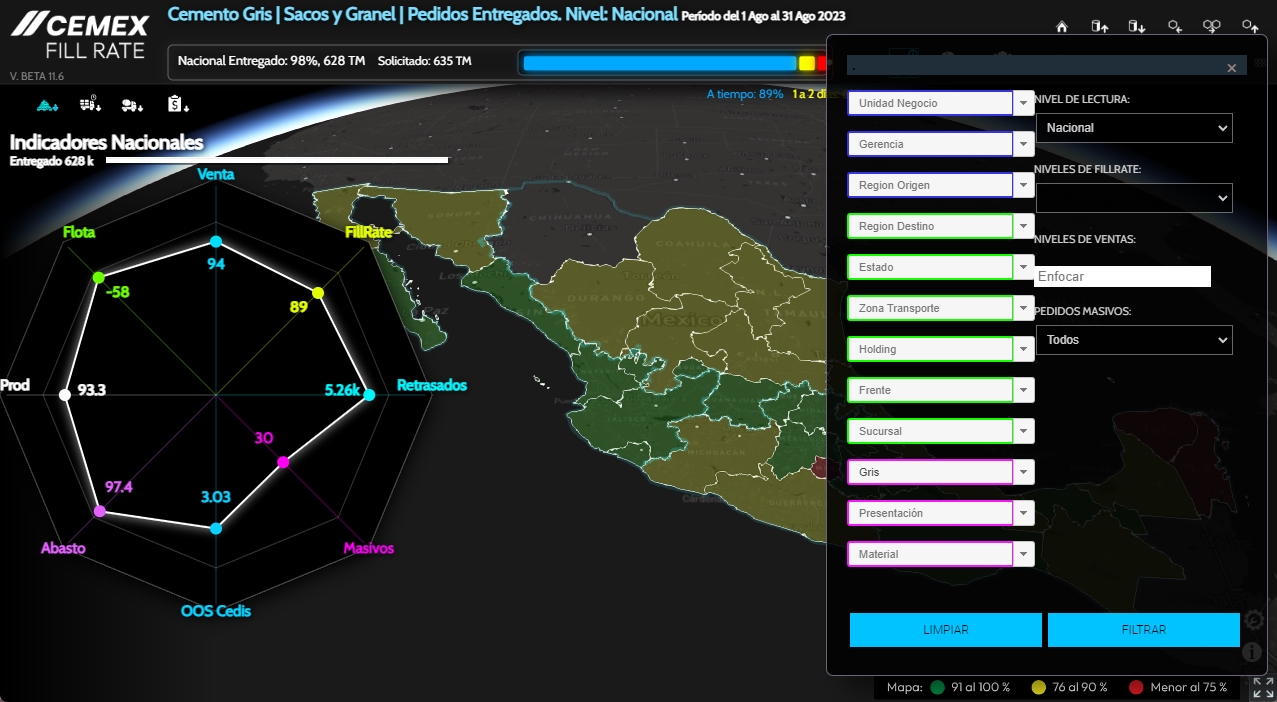 CEMEX
FILL RATE
V. BETA 11.6
Cemento Gris | Sacos y Granel | Pedidos Entregados. Nivel: Nacional Período del 1 Ago al 31 Ago 2023
Nacional Entregado: 98%, 628 TM Solicitado: 635 TM
A tiempo: 89% 1 a 2 días
Indicadores Nacionales
Entregado 628 k
Venta
94
Flota
-58
FillRate
89
Prod
93.3
5.26k
Retrasados
30
97.4
3.03
Abasto
Masivos
OOS Cedis
SONORA
CHIHUAHUA
COAHUILA
Torreón
DURANGO
N.L.
México
JALISCO
MICHOACÁN
GUERRERO
×
Unidad Negocio
Gerencia
Region Origen
Region Destino
Estado
Zona Transporte
Holding
Frente
Sucursal
Gris
Presentación
Material
NIVEL DE LECTURA:
Nacional
NIVELES DE FILLRATE:
NIVELES DE VENTAS:
Enfocar
PEDIDOS MASIVOS:
Todos
LIMPIAR
FILTRAR
Mapa: 91 al 100 % 76 al 90 % Menor al 75 %